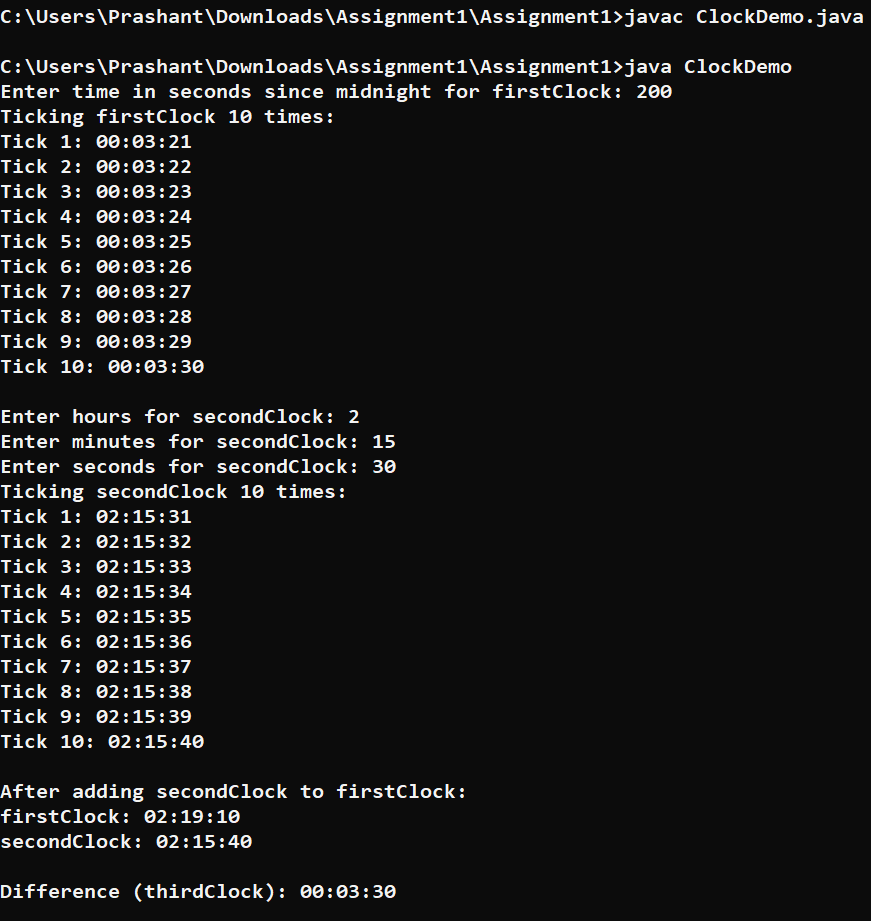 C:\Users\Prashant\Downloads\Assignment1\Assignment1>javac ClockDemo.java
C:\Users\Prashant\Downloads\Assignment1\Assignment1>java ClockDemo
Enter time in seconds since midnight for firstClock: 200
Ticking firstClock 10 times:
Tick 1: 00:03:21
Tick 2: 00:03:22
Tick 3: 00:03:23
Tick 4: 00:03:24
Tick 5: 00:03:25
Tick 6: 00:03:26
Tick 7: 00:03:27
Tick 8: 00:03:28
Tick 9: 00:03:29
Tick 10: 00:03:30
Enter hours for secondClock: 2
Enter minutes for secondClock: 15
Enter seconds for secondClock: 30
Ticking secondClock 10 times:
Tick 1: 02:15:31
Tick 2: 02:15:32
Tick 3: 02:15:33
Tick 4: 02:15:34
Tick 5: 02:15:35
Tick 6: 02:15:36
Tick 7: 02:15:37
Tick 8: 02:15:38
Tick 9: 02:15:39
Tick 10: 02:15:40
After adding secondClock to firstClock:
firstClock: 02:19:10
secondClock: 02:15:40
Difference (thirdClock): 00:03:30